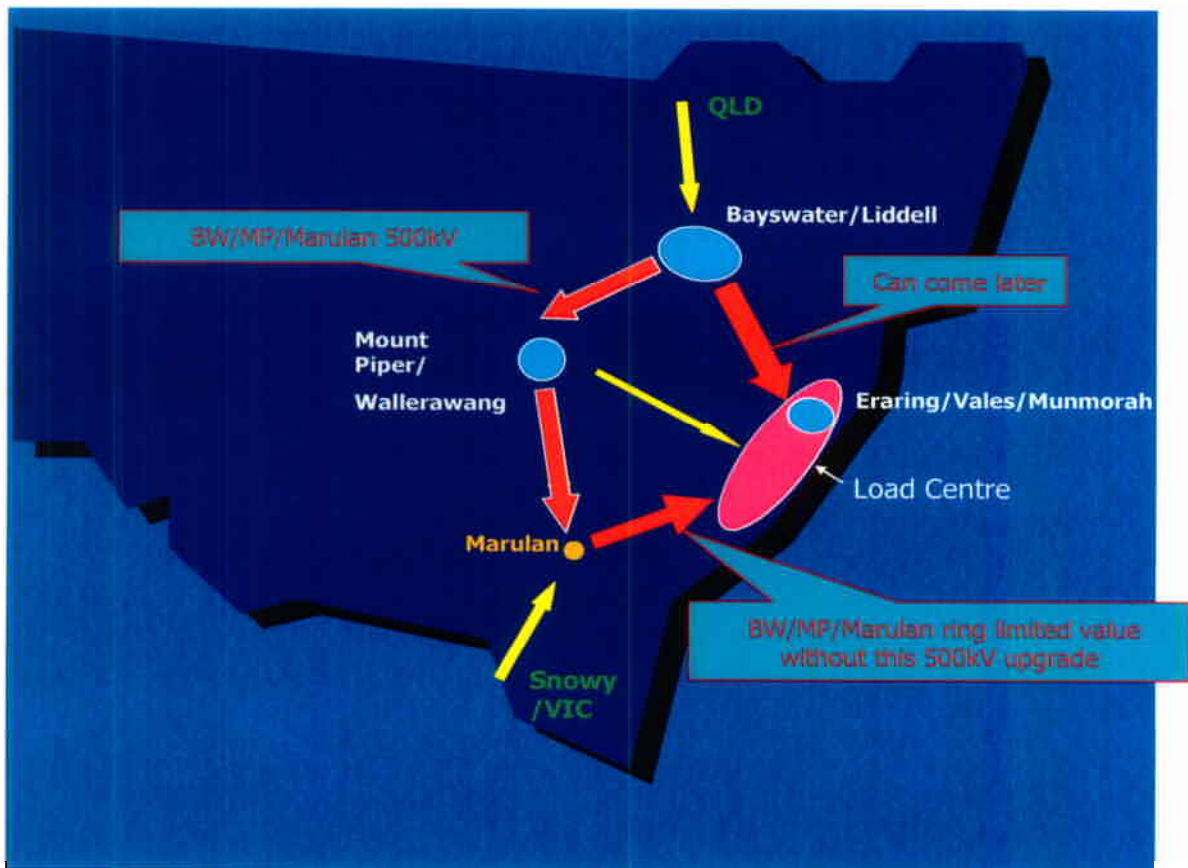 QLD
Bayswater/Liddell
BW/MP/Marulan 500kV
Can come later
Mount
Piper/
Wallerawang
Eraring/Vales/Munmorah
Load Centre
Marulan
BW/MP/Marulan ring limited value
without this 500kV upgrade
Snowy
/VIC